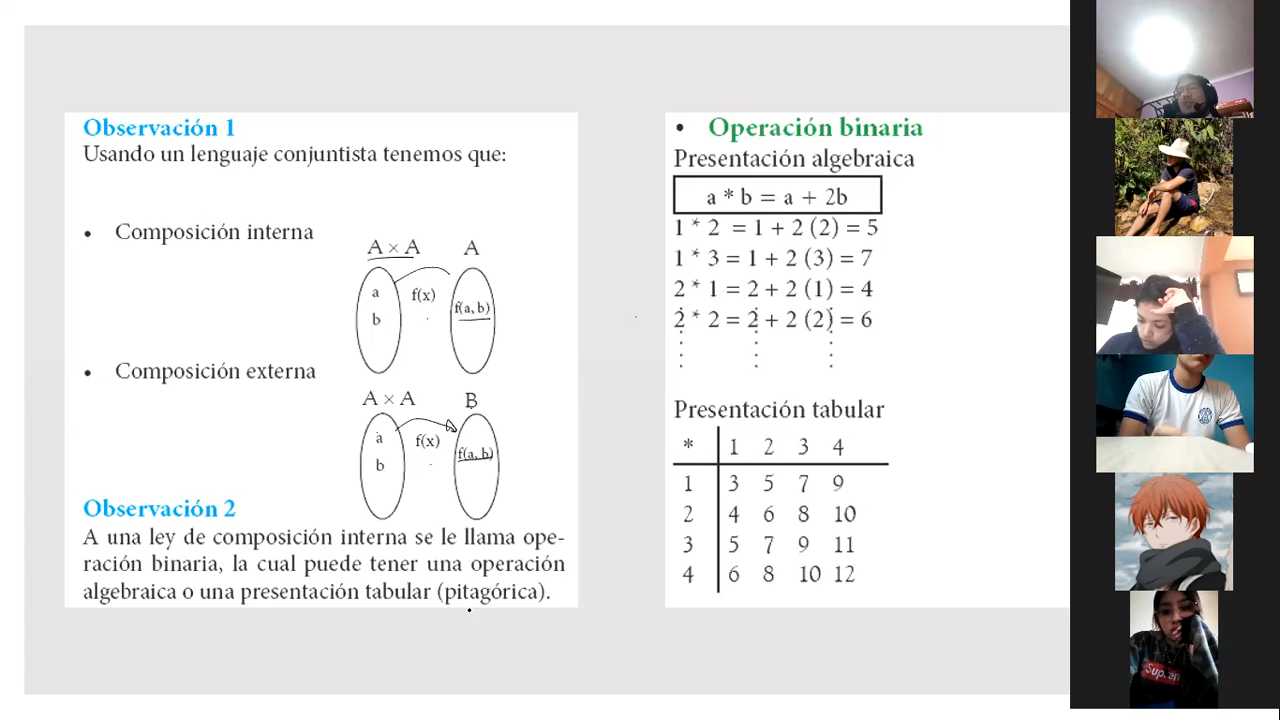 Observación 1
Usando un lenguaje conjuntista tenemos que:
• Composición interna
A × A A
a
b
f(x)
f(a, b)
• Composición externa
A × A B
a
b
f(x)
f(a, b)
Observación 2
A una ley de composición interna se le llama ope-
ración binaria, la cual puede tener una operación
algebraica o una presentación tabular (pitagórica).
• Operación binaria
Presentación algebraica
a * b = a + 2b
1 * 2 = 1 + 2 (2) = 5
1 * 3 = 1 + 2 (3) = 7
2 * 1 = 2 + 2 (1) = 4
2 * 2 = 2 + 2 (2) = 6
Presentación tabular
* 1 2 3 4
1 3 5 7 9
2 4 6 8 10
3 5 7 9 11
4 6 8 10 12